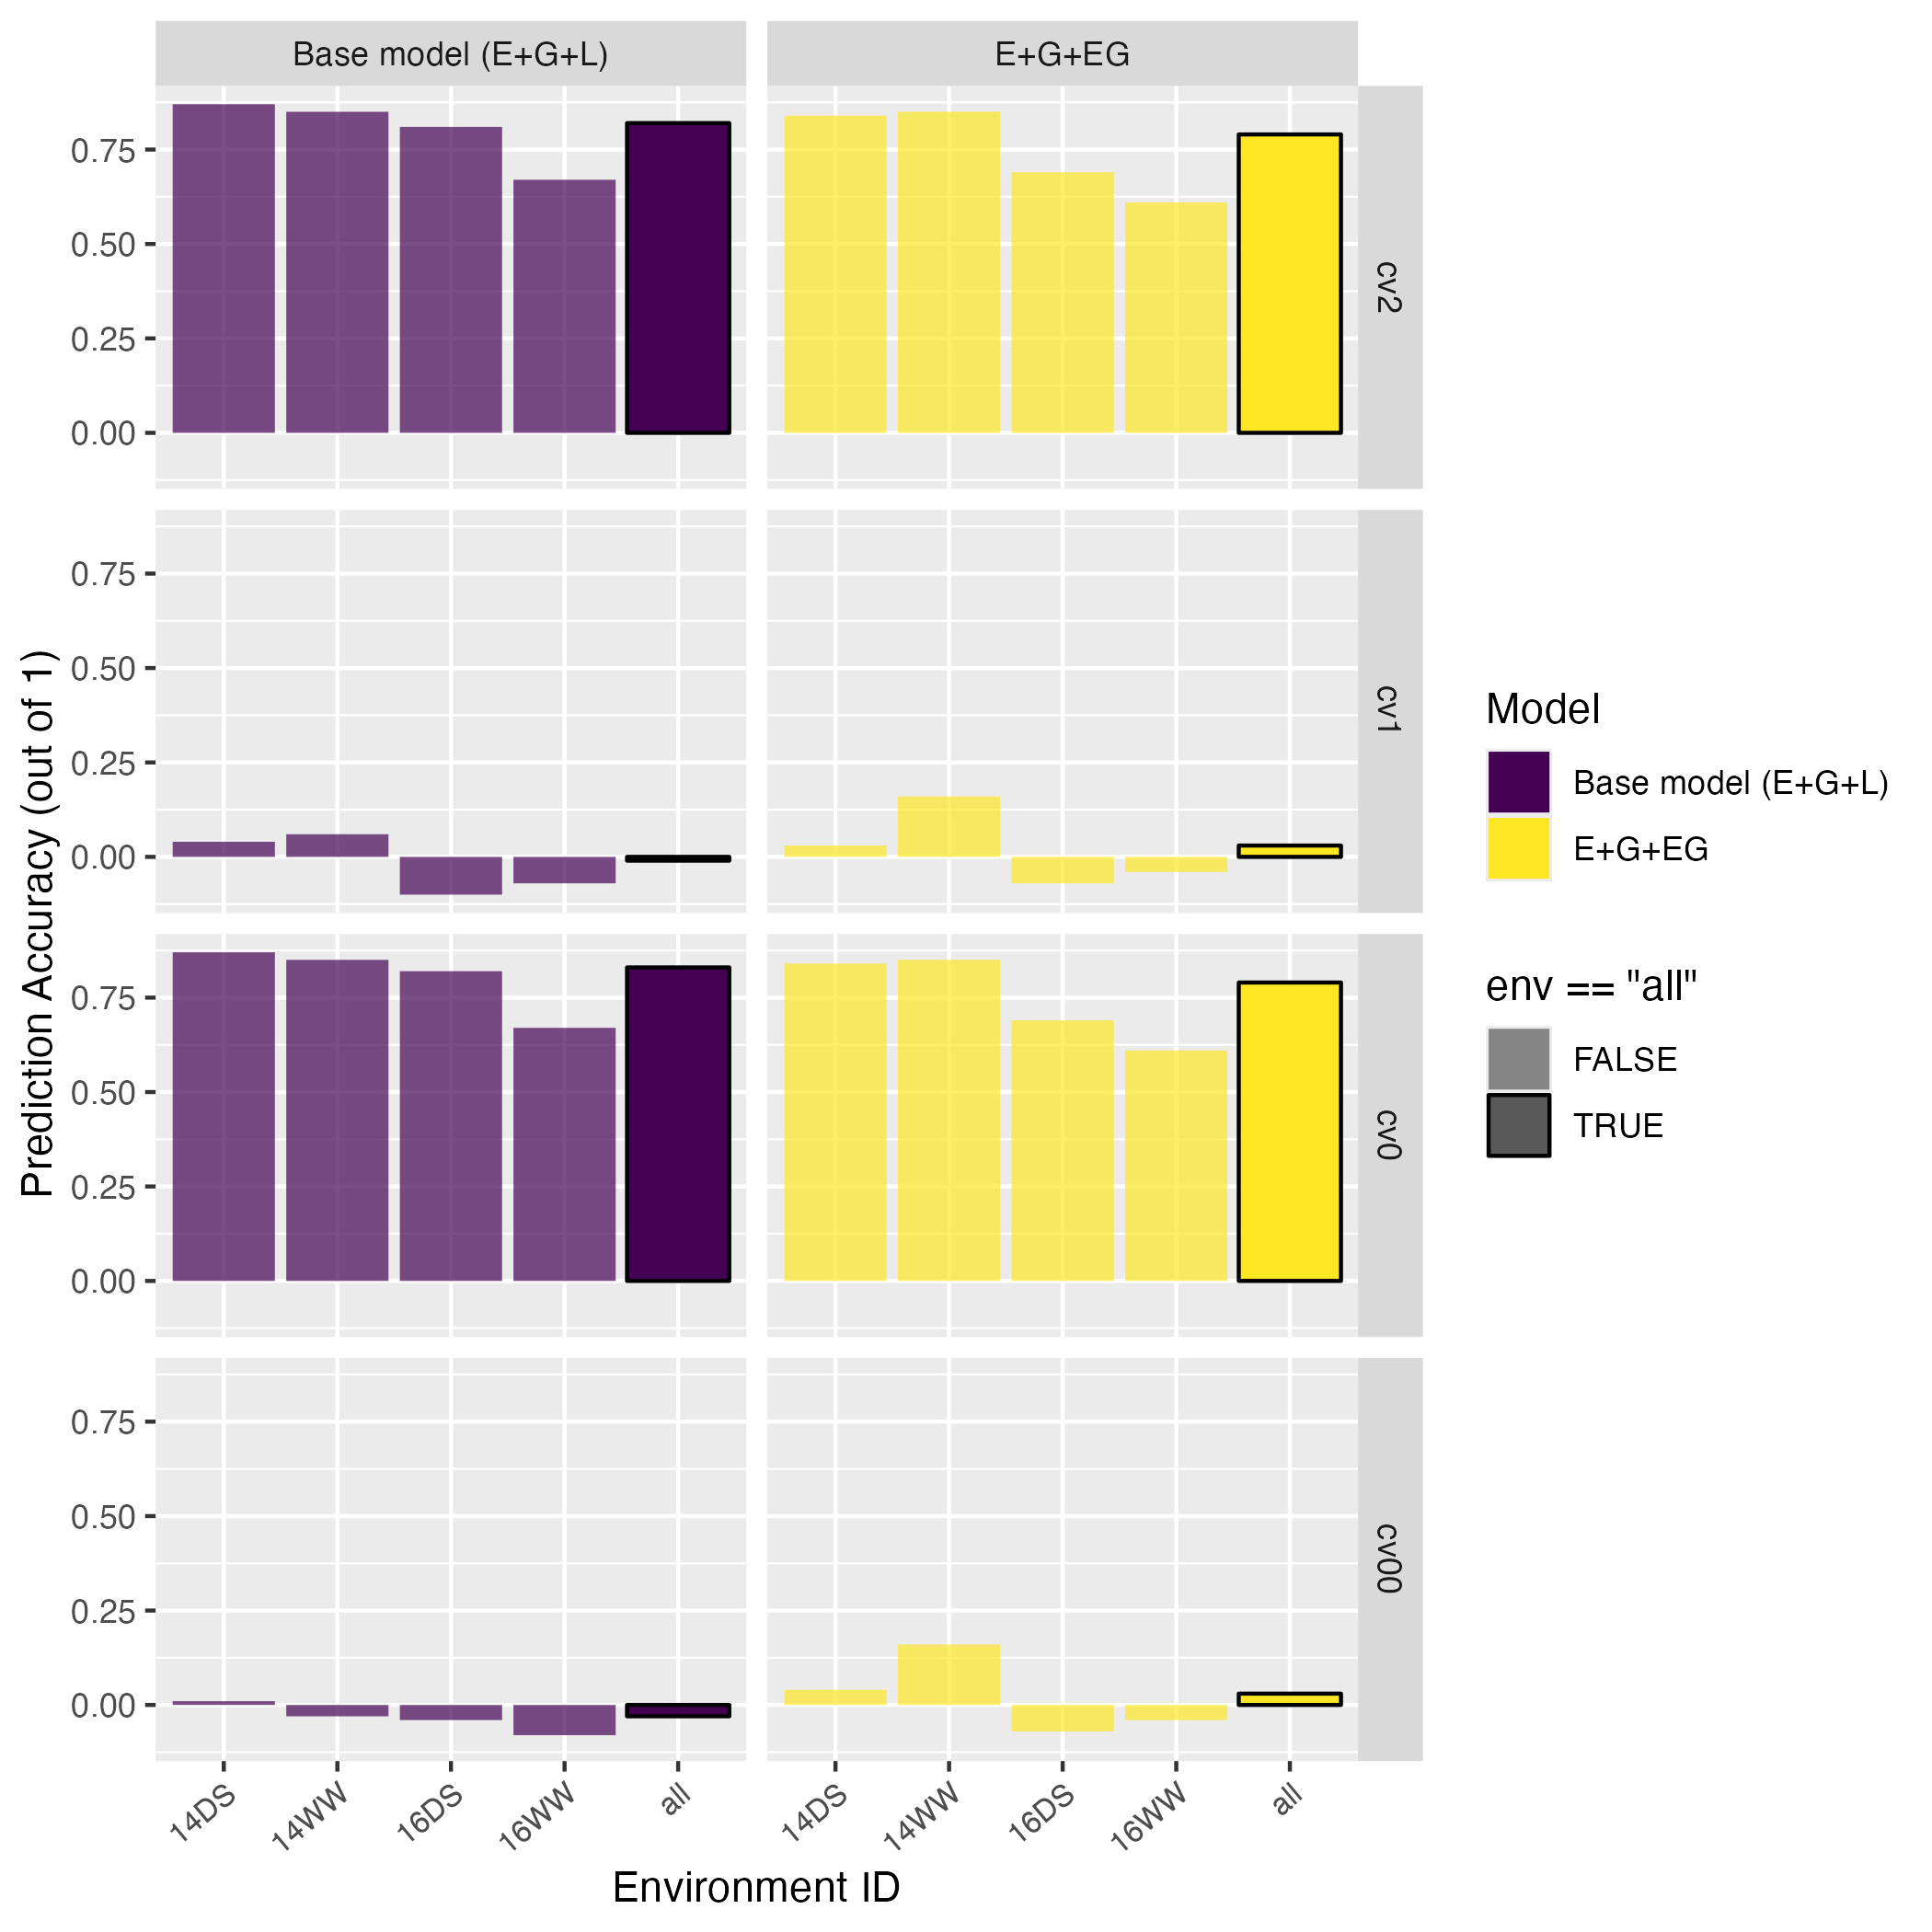 Base model (E+G+L)
E+G+EG
0.75
0.50
0.25
0.00
cv2
0.75
0.50
0.25
0.00
cv1
0.75
0.50
0.25
0.00
cv0
0.75
0.50
0.25
0.00
cv00
Prediction Accuracy (out of 1)
14DS
14WW
16DS
16WW
all
14DS
14WW
16DS
16WW
all
Environment ID
Model
Base model (E+G+L)
E+G+EG
env == "all"
FALSE
TRUE